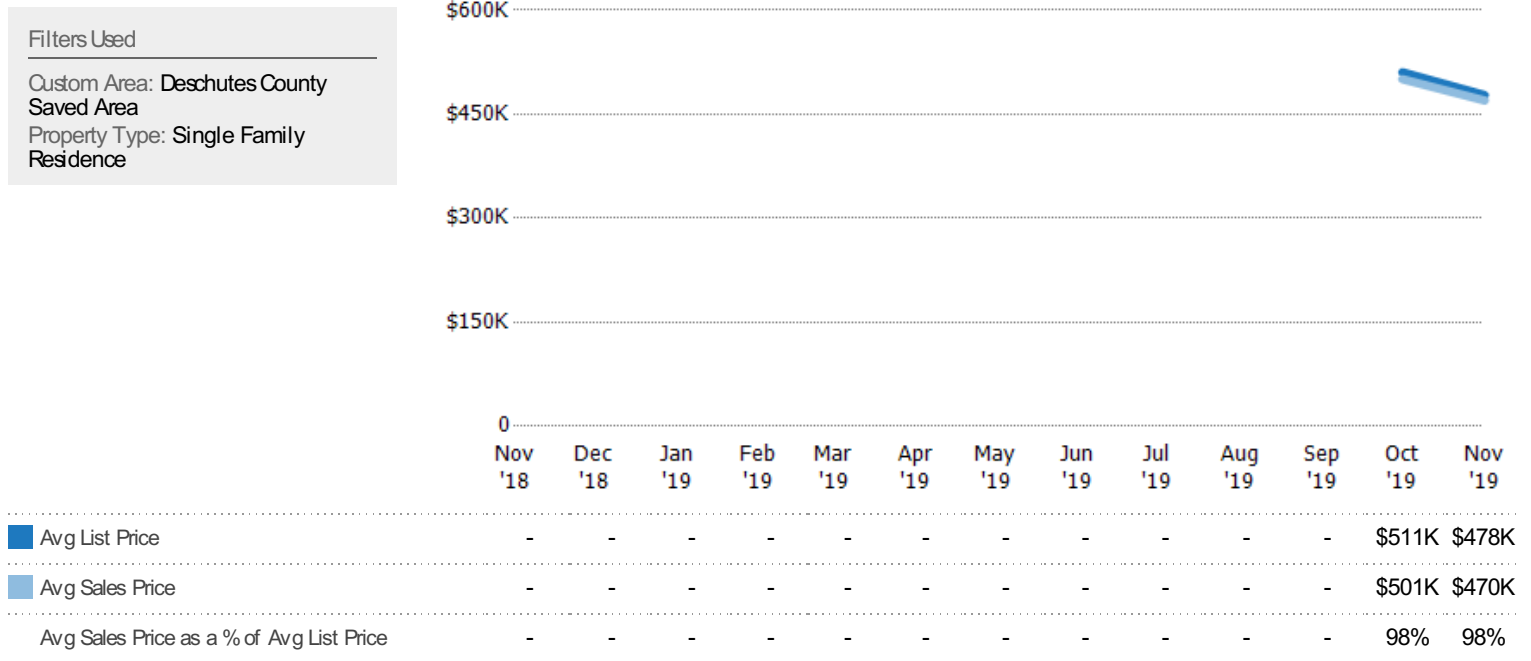 Filters Used
Custom Area: Deschutes County
Saved Area
Property Type: Single Family
Residence
$600K
$450K
$300K
$150K
0
Nov Dec Jan Feb Mar Apr May Jun Jul Aug Sep Oct Nov
'18 '18 '19 '19 '19 '19 '19 '19 '19 '19 '19 '19 '19
Avg List Price - - - - - - - - - - - $511K $478K
Avg Sales Price - - - - - - - - - - - $501K $470K
Avg Sales Price as a % of Avg List Price - - - - - - - - - - - 98% 98%